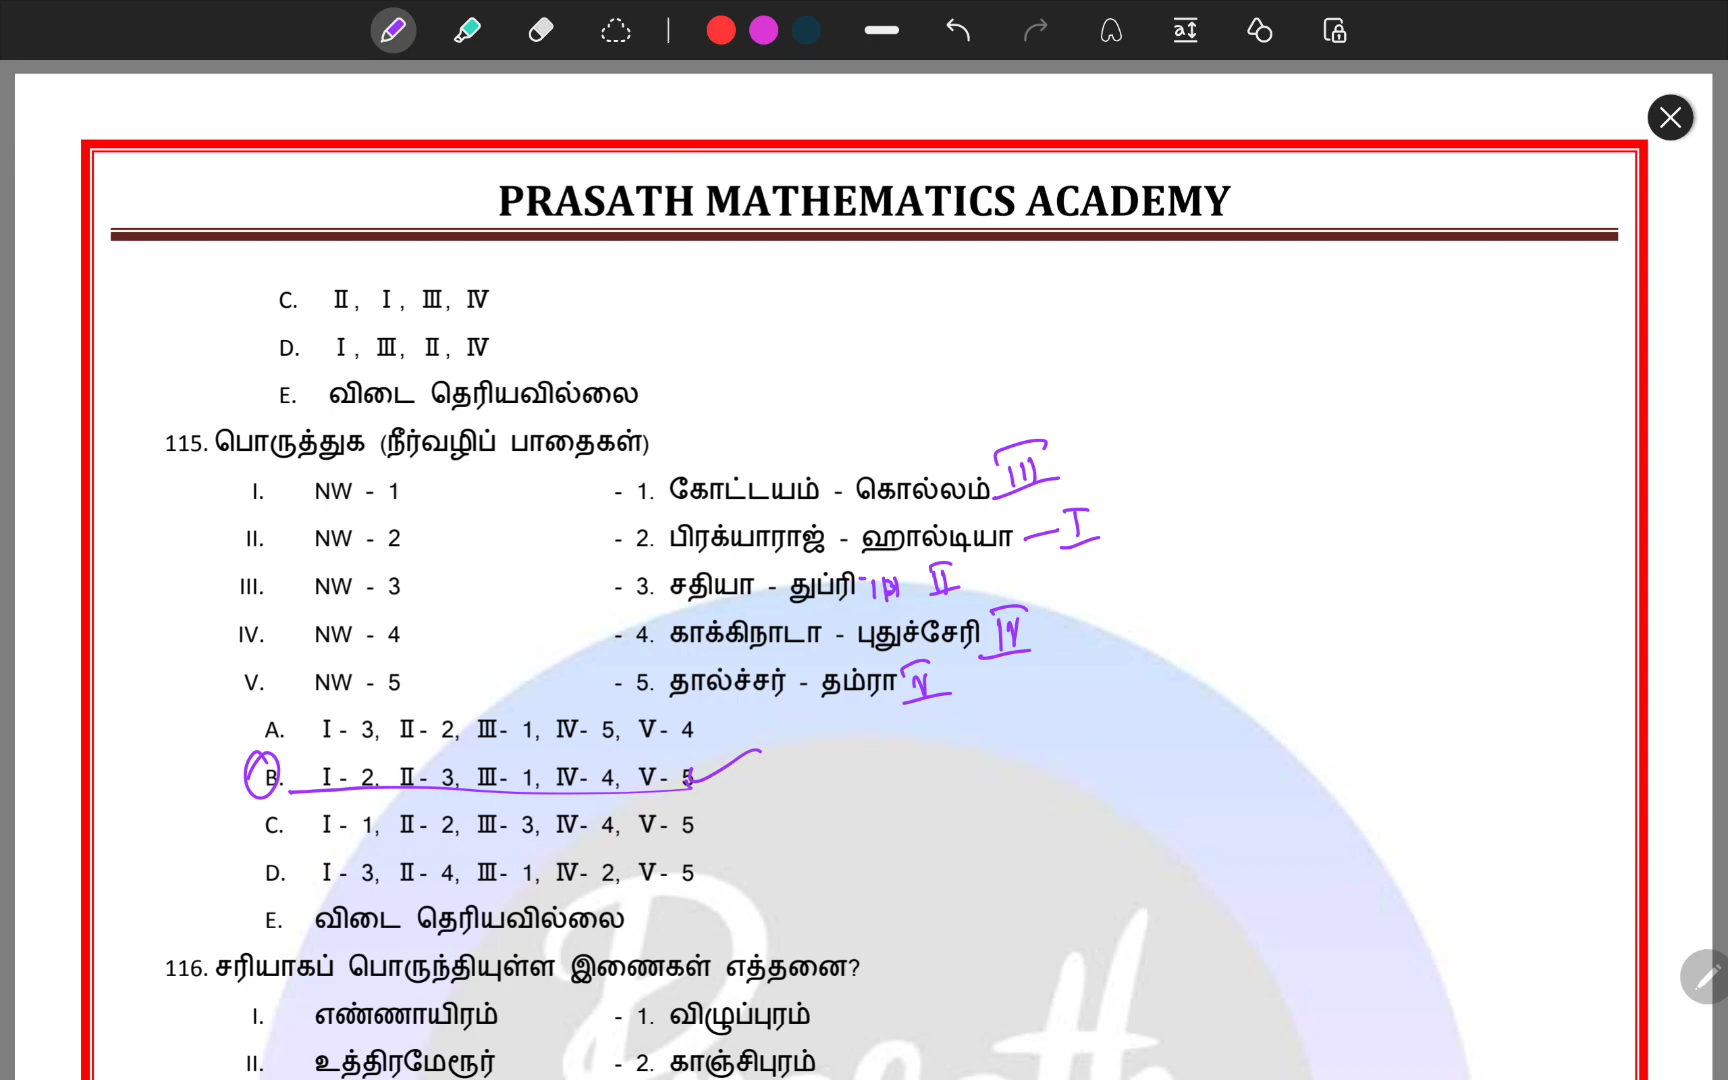 PRASATH MATHEMATICS ACADEMY
C. II, I, III, IV
D. I, III, II, IV
E. விடை தெரியவில்லை
115. பொருத்துக (நீர்வழிப் பாதைகள்)
I. NW - 1 - 1. கோட்டயம் - கொல்லம் III
II. NW - 2 - 2. பிரக்யாராஜ் - ஹால்டியா - I
III. NW - 3 - 3. சதியா - துப்ரி - II
IV. NW - 4 - 4. காக்கிநாடா - புதுச்சேரி IV
V. NW - 5 - 5. தால்ச்சர் - தம்ரா V
A. I - 3, II - 2, III - 1, IV - 5, V - 4
B. I - 2, II - 3, III - 1, IV - 4, V - 5
C. I - 1, II - 2, III - 3, IV - 4, V - 5
D. I - 3, II - 4, III - 1, IV - 2, V - 5
E. விடை தெரியவில்லை
116. சரியாகப் பொருந்தியுள்ள இணைகள் எத்தனை?
I. எண்ணாயிரம் - 1. விழுப்புரம்
II. உத்திரமேரூர் - 2. காஞ்சிபுரம்